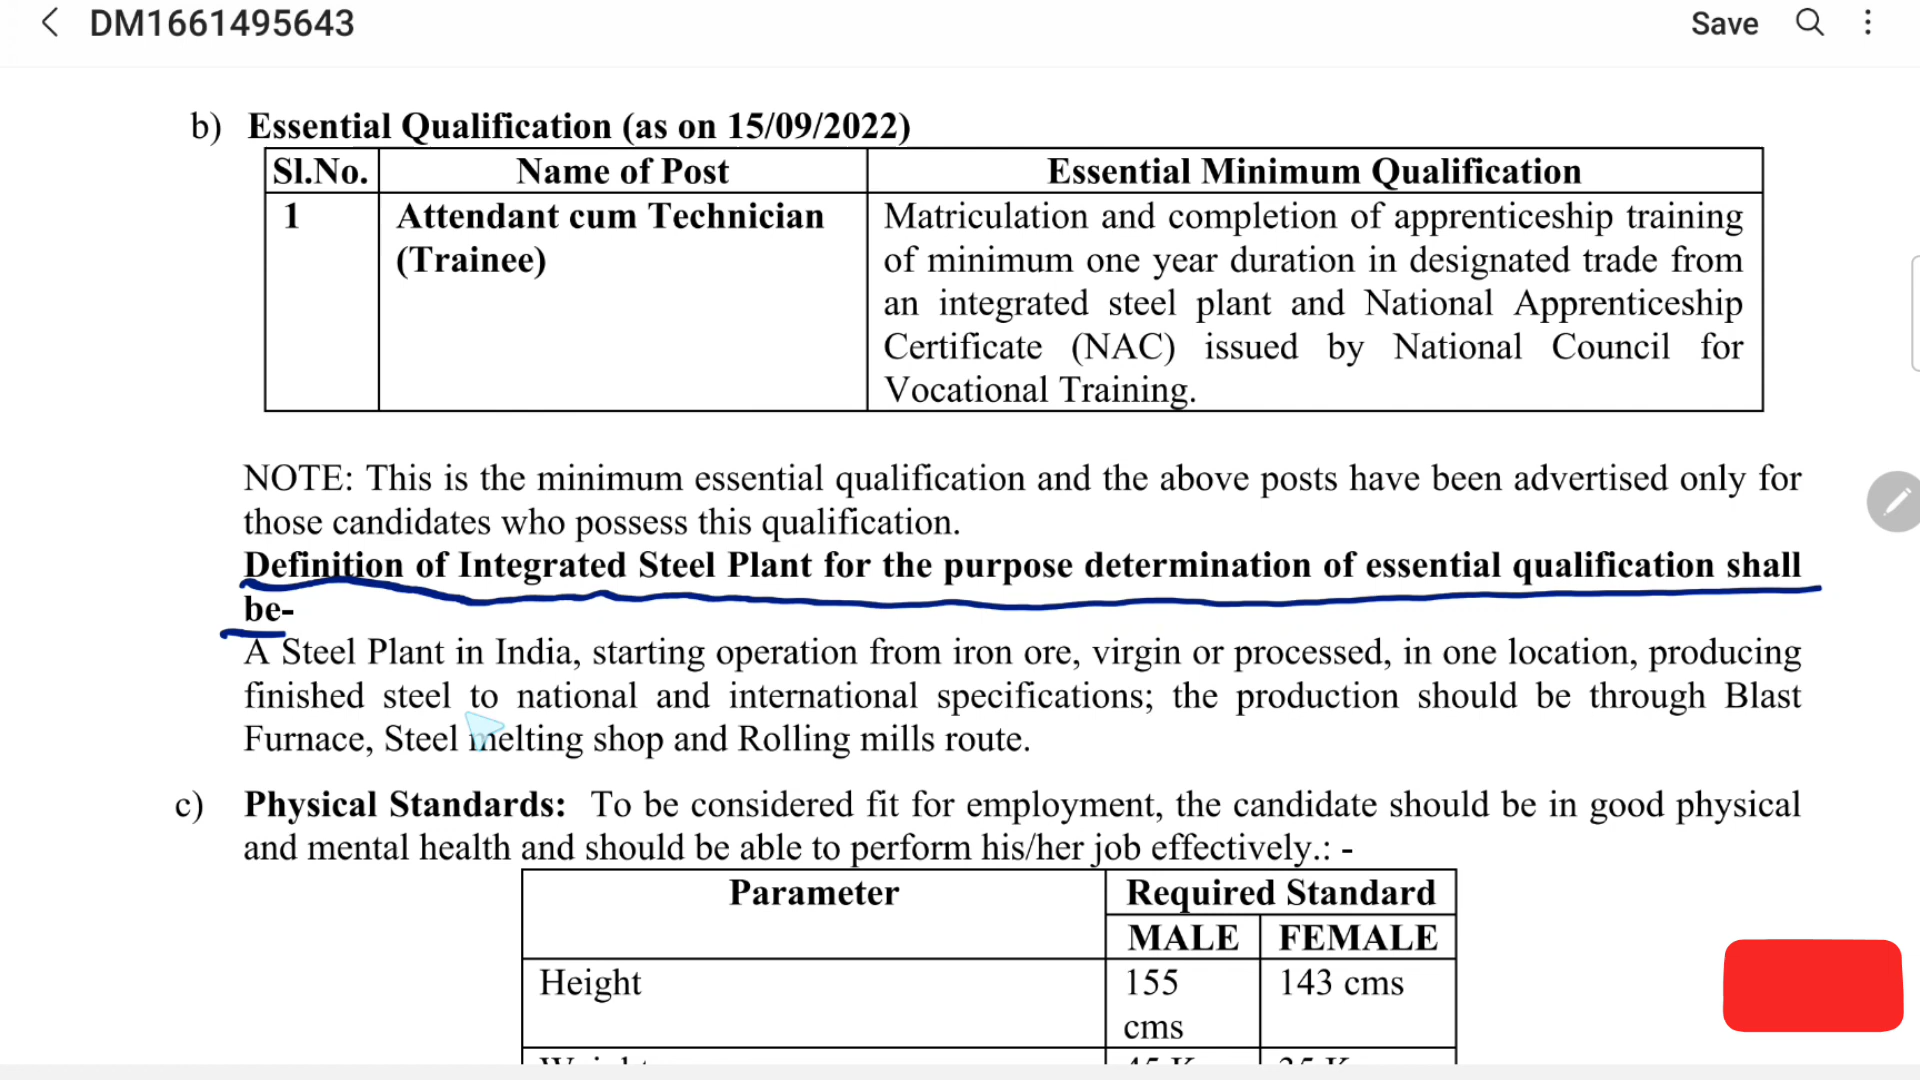 DM1661495643
Save
b) Essential Qualification (as on 15/09/2022)
Sl.No. Name of Post Essential Minimum Qualification
1 Attendant cum Technician Matriculation and completion of apprenticeship training
(Trainee) of minimum one year duration in designated trade from
an integrated steel plant and National Apprenticeship
Certificate (NAC) issued by National Council for
Vocational Training.
NOTE: This is the minimum essential qualification and the above posts have been advertised only for
those candidates who possess this qualification.
Definition of Integrated Steel Plant for the purpose determination of essential qualification shall
be-
A Steel Plant in India, starting operation from iron ore, virgin or processed, in one location, producing
finished steel to national and international specifications; the production should be through Blast
Furnace, Steel melting shop and Rolling mills route.
c) Physical Standards: To be considered fit for employment, the candidate should be in good physical
and mental health and should be able to perform his/her job effectively.: -
Parameter Required Standard
MALE FEMALE
Height 155 143 cms
cms